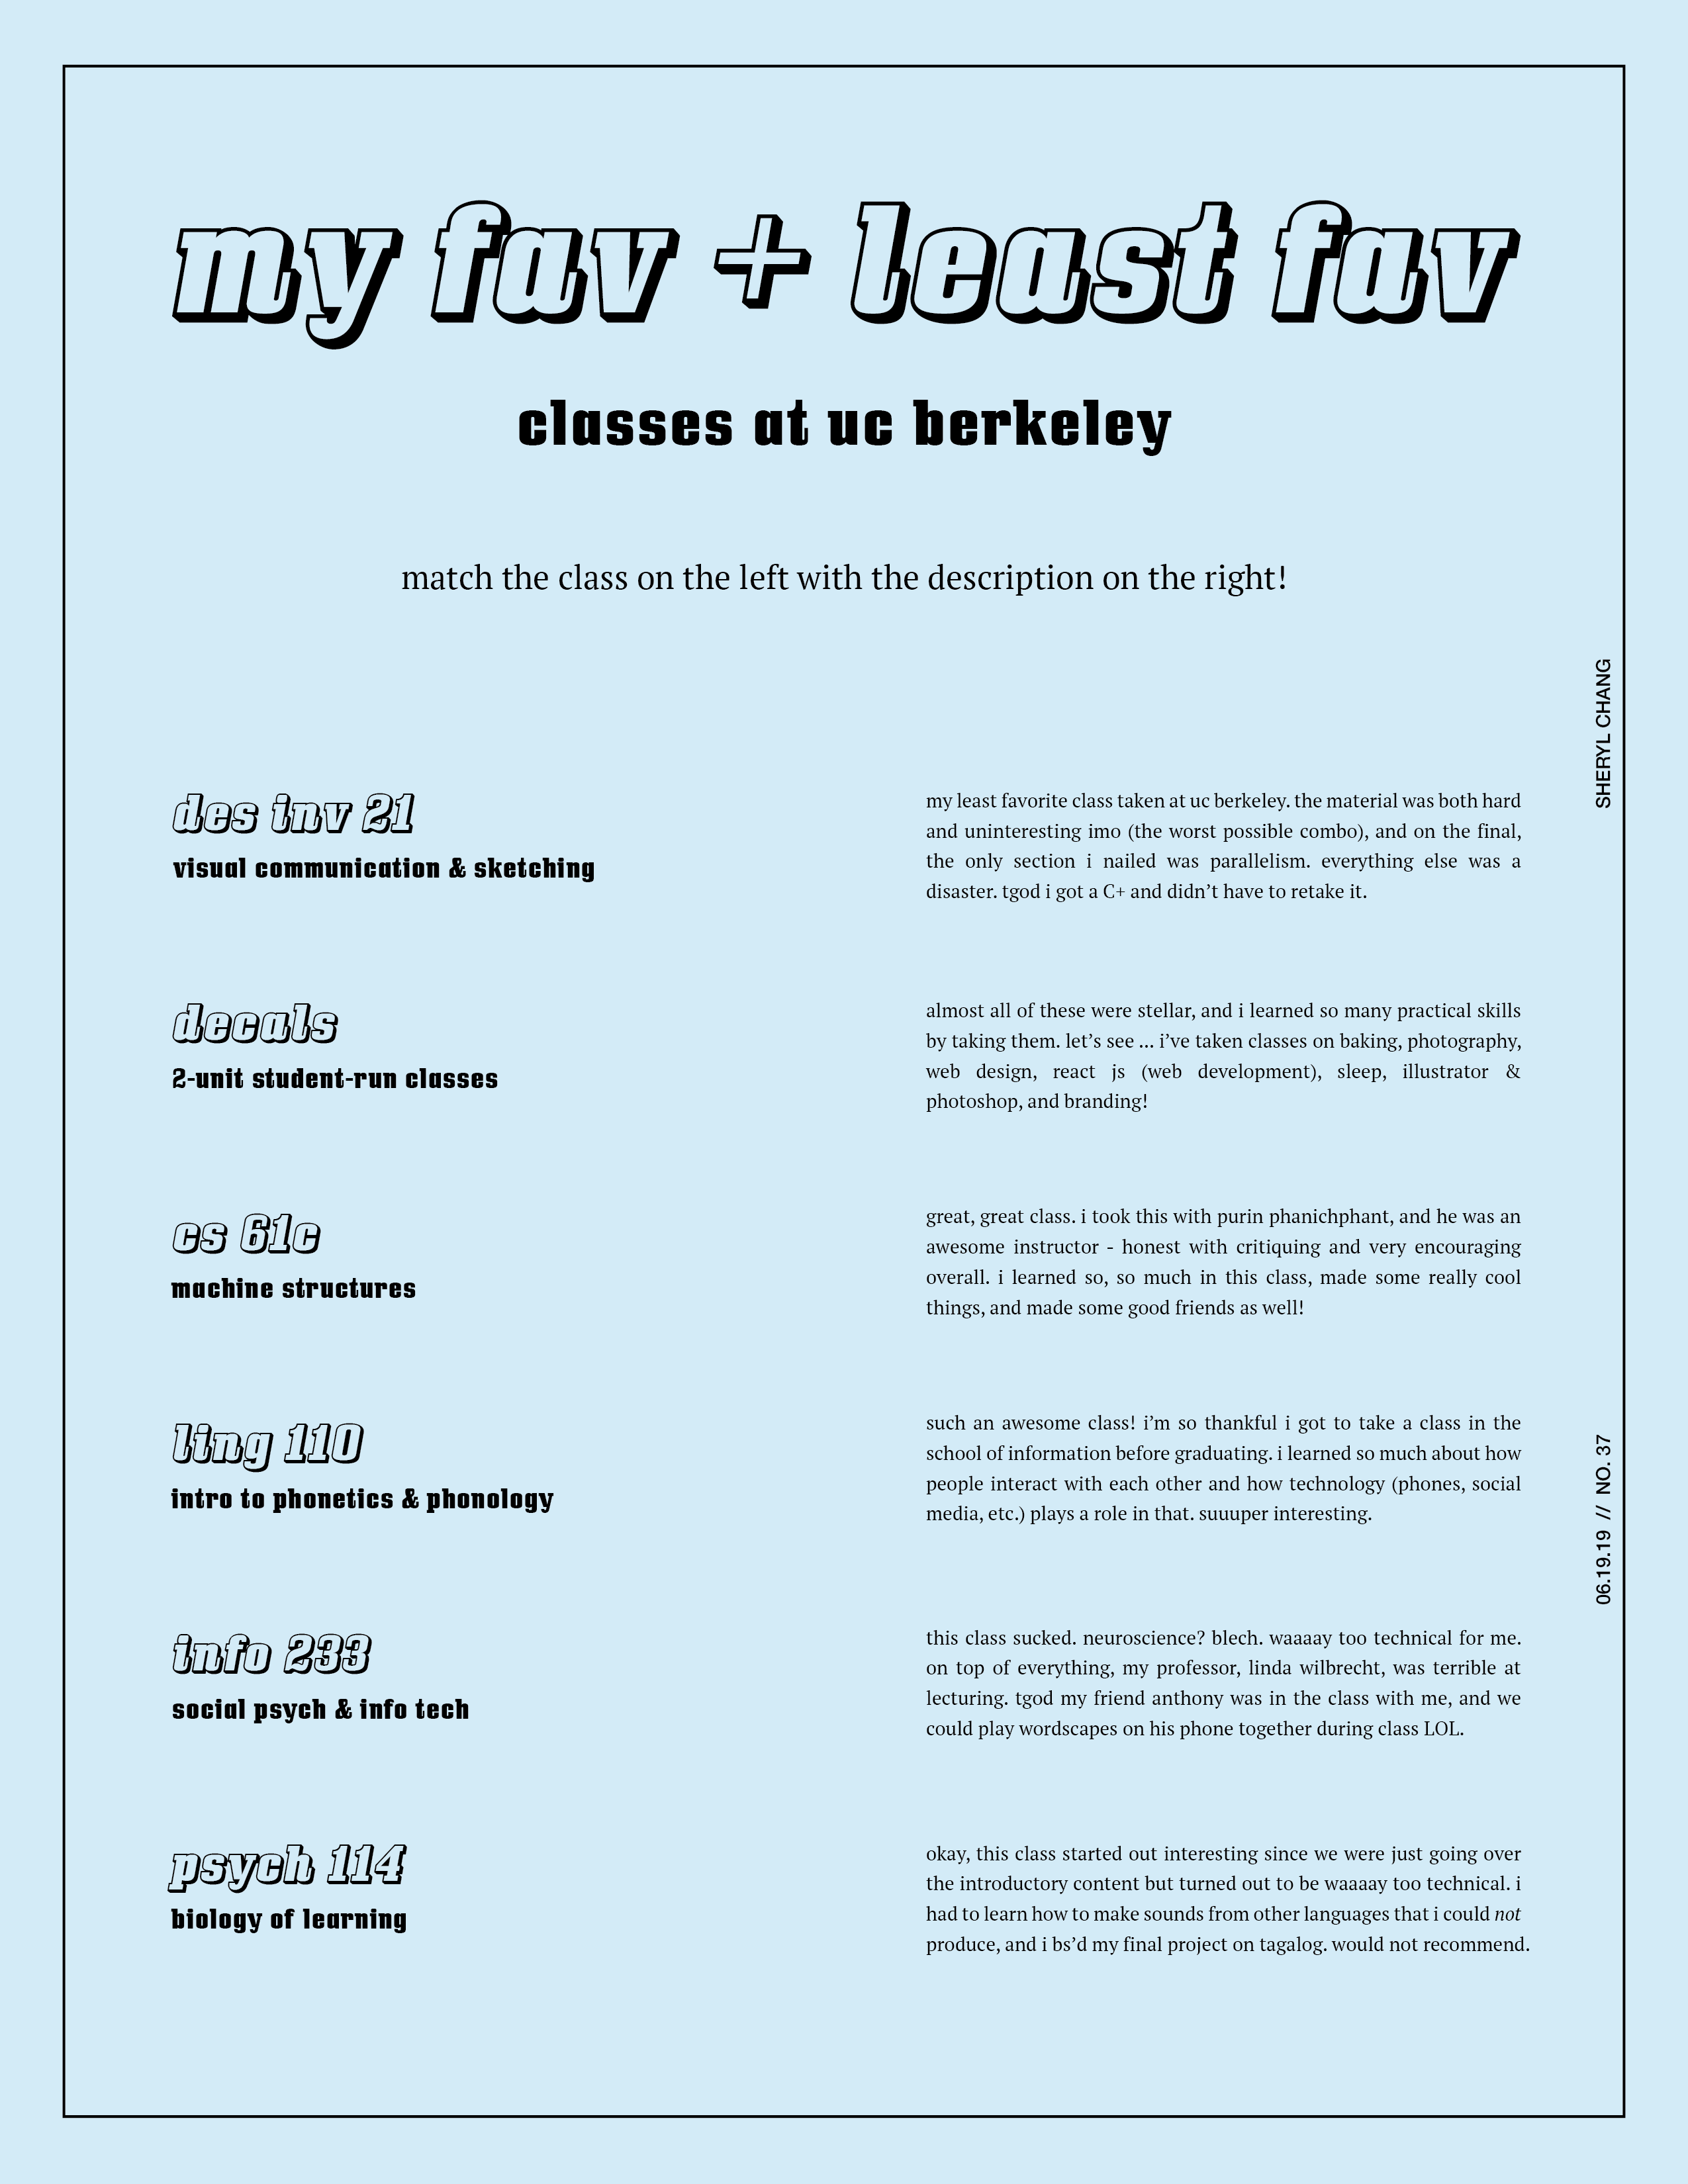 my fav + least fav
classes at uc berkeley
match the class on the left with the description on the right!
des inv 21
visual communication & sketching
my least favorite class taken at uc berkeley. the material was both hard
and uninteresting imo (the worst possible combo), and on the final,
the only section i nailed was parallelism. everything else was a
disaster. tgod i got a C+ and didn’t have to retake it.
decals
2-unit student-run classes
almost all of these were stellar, and i learned so many practical skills
by taking them. let’s see ... i’ve taken classes on baking, photography,
web design, react js (web development), sleep, illustrator &
photoshop, and branding!
cs 61c
machine structures
great, great class. i took this with purin phanichphant, and he was an
awesome instructor - honest with critiquing and very encouraging
overall. i learned so, so much in this class, made some really cool
things, and made some good friends as well!
ling 110
intro to phonetics & phonology
such an awesome class! i’m so thankful i got to take a class in the
school of information before graduating. i learned so much about how
people interact with each other and how technology (phones, social
media, etc.) plays a role in that. suuuper interesting.
info 233
social psych & info tech
this class sucked. neuroscience? blech. waaaay too technical for me.
on top of everything, my professor, linda wilbrecht, was terrible at
lecturing. tgod my friend anthony was in the class with me, and we
could play wordscapes on his phone together during class LOL.
psych 114
biology of learning
okay, this class started out interesting since we were just going over
the introductory content but turned out to be waaaay too technical. i
had to learn how to make sounds from other languages that i could not
produce, and i bs’d my final project on tagalog. would not recommend.
SHERYL CHANG
06.19.19 // NO. 37